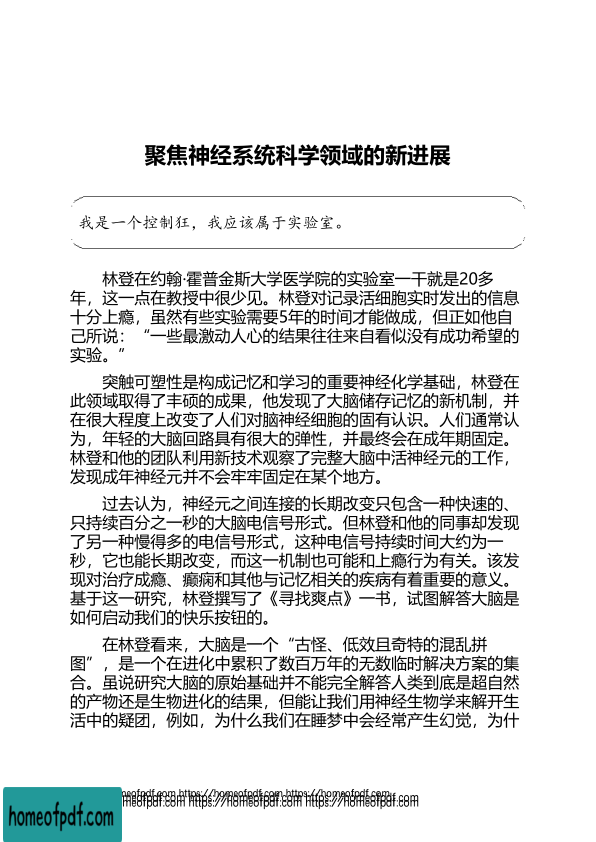 聚焦神经系统科学领域的新进展
我是一个控制狂，我应该属于实验室。
林登在约翰·霍普金斯大学医学院的实验室一干就是20多
年，这一点在教授中很少见。林登对记录活细胞实时发出的信息
十分上瘾，虽然有些实验需要5年的时间才能做成，但正如他自
己所说：“一些最激动人心的结果往往来自看似没有成功希望的
实验。”
突触可塑性是构成记忆和学习的重要神经化学基础，林登在
此领域取得了丰硕的成果，他发现了大脑储存记忆的新机制，并
在很大程度上改变了人们对脑神经细胞的固有认识。人们通常认
为，年轻的大脑回路具有很大的弹性，并最终会在成年期固定。
林登和他的团队利用新技术观察了完整大脑中活神经元的工作，
发现成年神经元并不会牢牢固定在某个地方。
过去认为，神经元之间连接的长期改变只包含一种快速的、
只持续百分之一秒的大脑电信号形式。但林登和他的同事却发现
了另一种慢得多的电信号形式，这种电信号持续时间大约为一
秒，它也能长期改变，而这一机制也可能和上瘾行为有关。该发
现对治疗成瘾、癫痫和其他与记忆相关的疾病有着重要的意义。
基于这一研究，林登撰写了《寻找爽点》一书，试图解答大脑是
如何启动我们的快乐按钮的。
在林登看来，大脑是一个“古怪、低效且奇特的混乱拼
图”，是一个在进化中累积了数百万年的无数临时解决方案的集
合。虽说研究大脑的原始基并不能完全解答人类到底是超自然
的产物还是生物进化的结果，但能让我们用神经生物学来解开生
活中的疑团，例如，为什么我们在睡梦中会经常产生幻觉，为什
homeofpdf.com https://homeofpdf.com https://homeofpdf.com
homeofpdf.com https://homeofpdf.com https://homeofpdf.com
homeofpdf.com